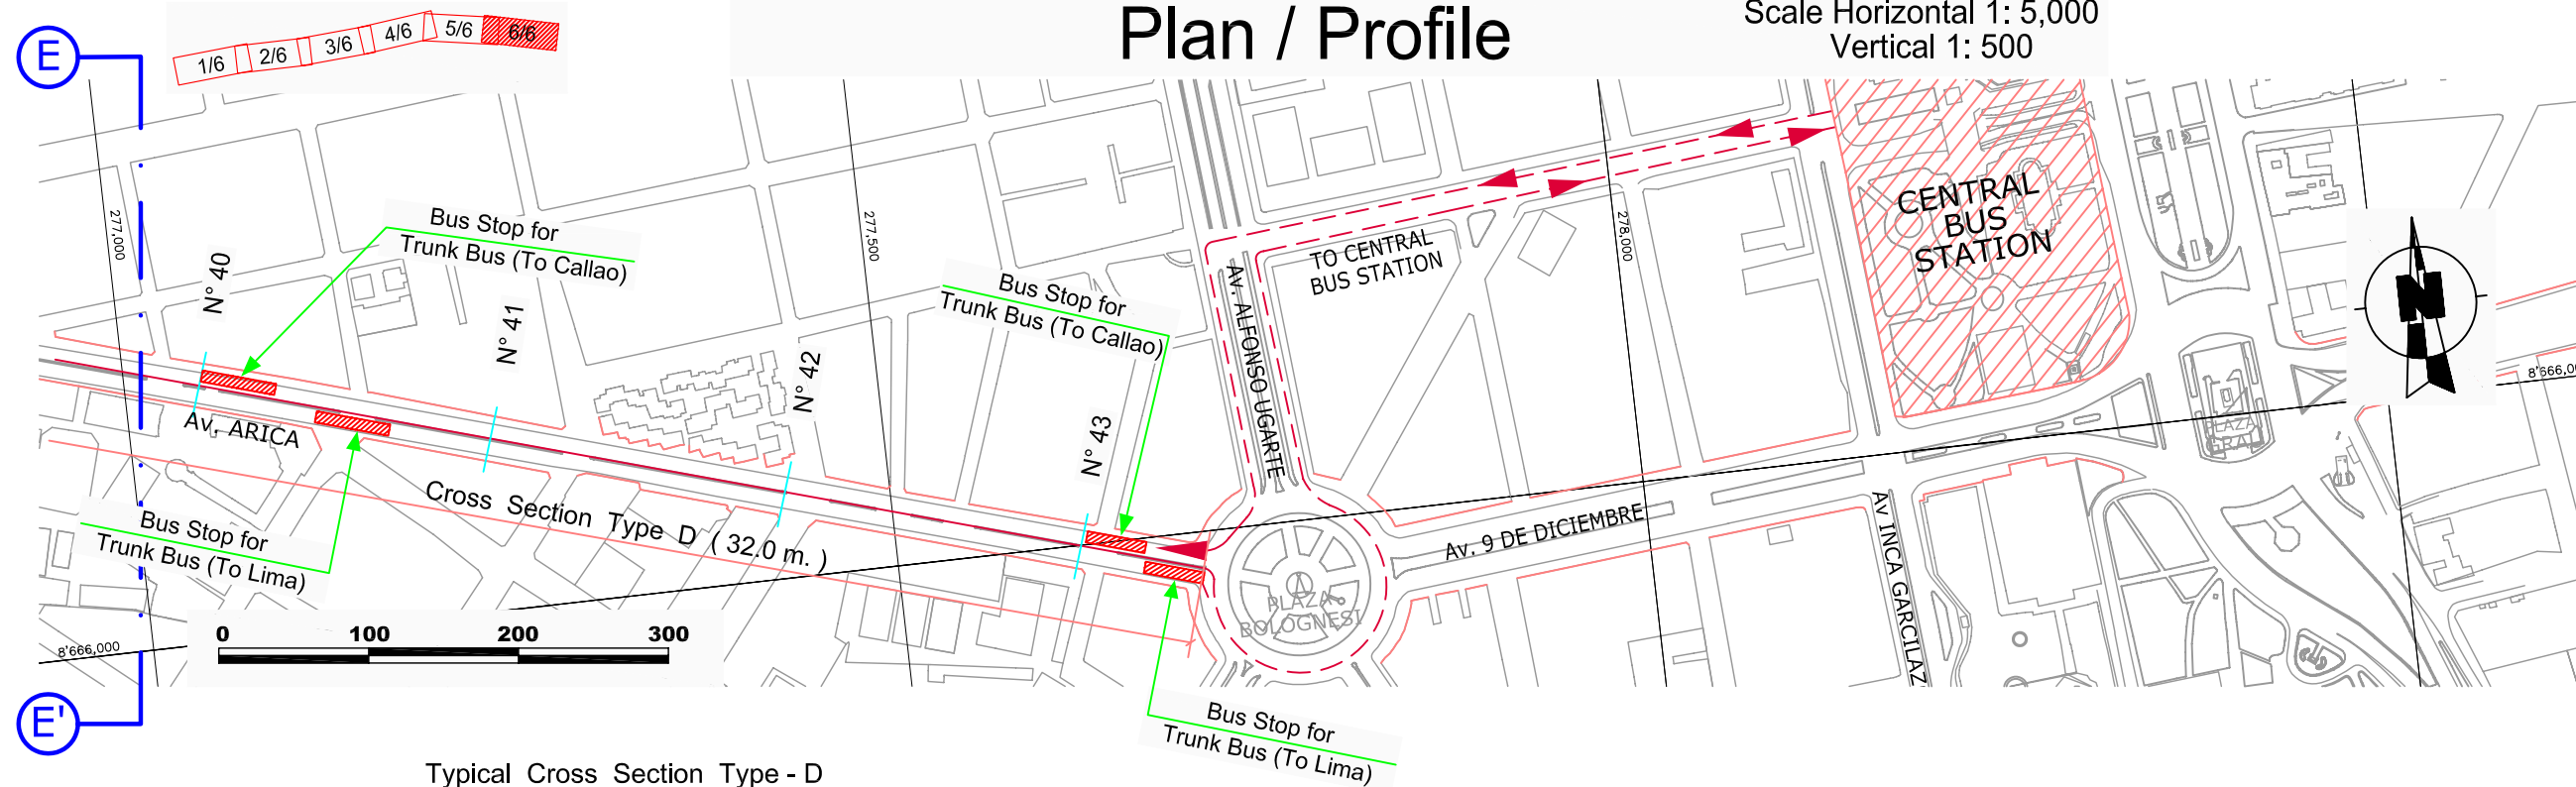 Plan / Profile
Scale Horizontal 1: 5,000
Vertical 1: 500
E
1/6
2/6
3/6
4/6
5/6
6/6
277,000
277,500
278,000
N° 40
N° 41
N° 42
N° 43
Bus Stop for
Trunk Bus (To Callao)
Bus Stop for
Trunk Bus (To Callao)
TO CENTRAL
BUS STATION
CENTRAL
BUS
STATION
N
Av. ALFONSO UGARTE
Av. ARICA
Cross Section Type D ( 32.0 m. )
Bus Stop for
Trunk Bus (To Lima)
Av. 9 DE DICIEMBRE
PLAZA
BOLOGNESI
PLAZA
Av INCA GARCILAZ
8'666,000
0 100 200 300
E'
Bus Stop for
Trunk Bus (To Lima)
Typical Cross Section Type - D